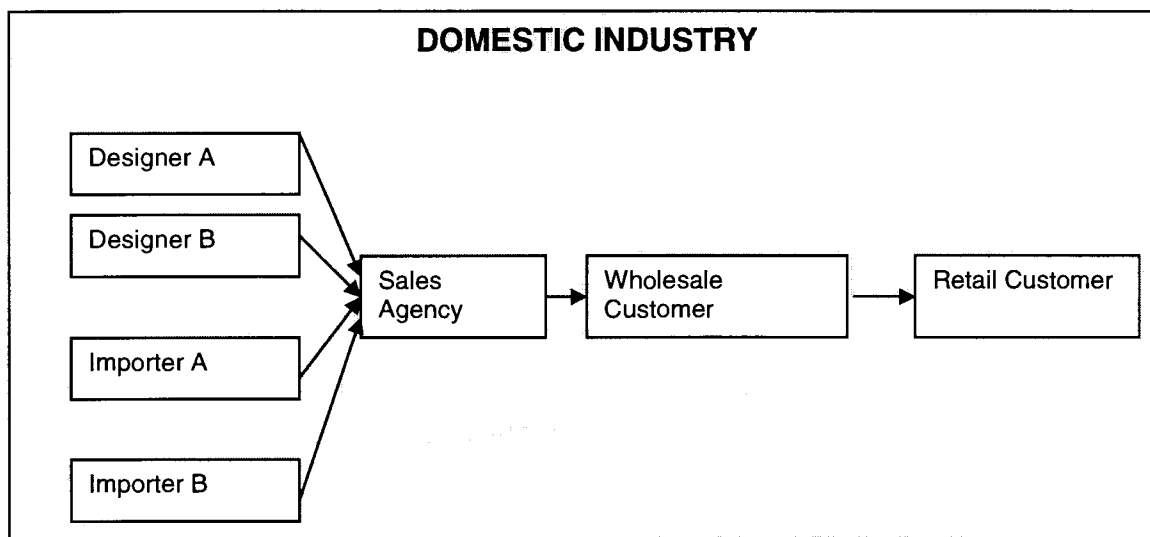 DOMESTIC INDUSTRY
Designer A
Designer B
Sales
Agency
Wholesale
Customer
Retail Customer
Importer A
Importer B